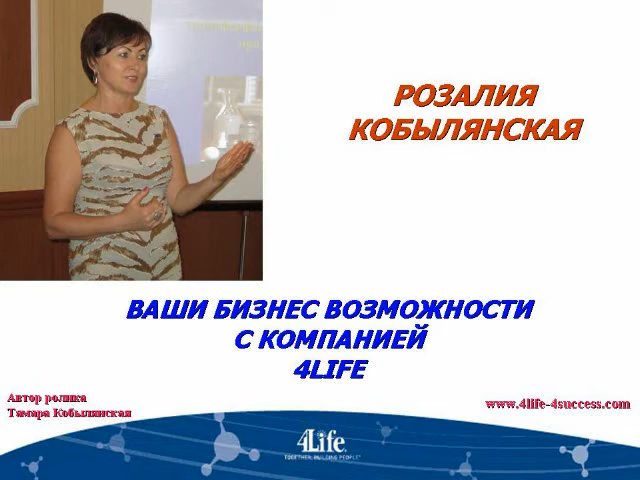 РОЗАЛИЯ
КОБЫЛЯНСКАЯ
ВАШИ БИЗНЕС ВОЗМОЖНОСТИ
С КОМПАНИЕЙ
4LIFE
Автор ролика
Тамара Кобылянская
www.4life-4success.com
4Life
TOGETHER, BUILDING PEOPLE